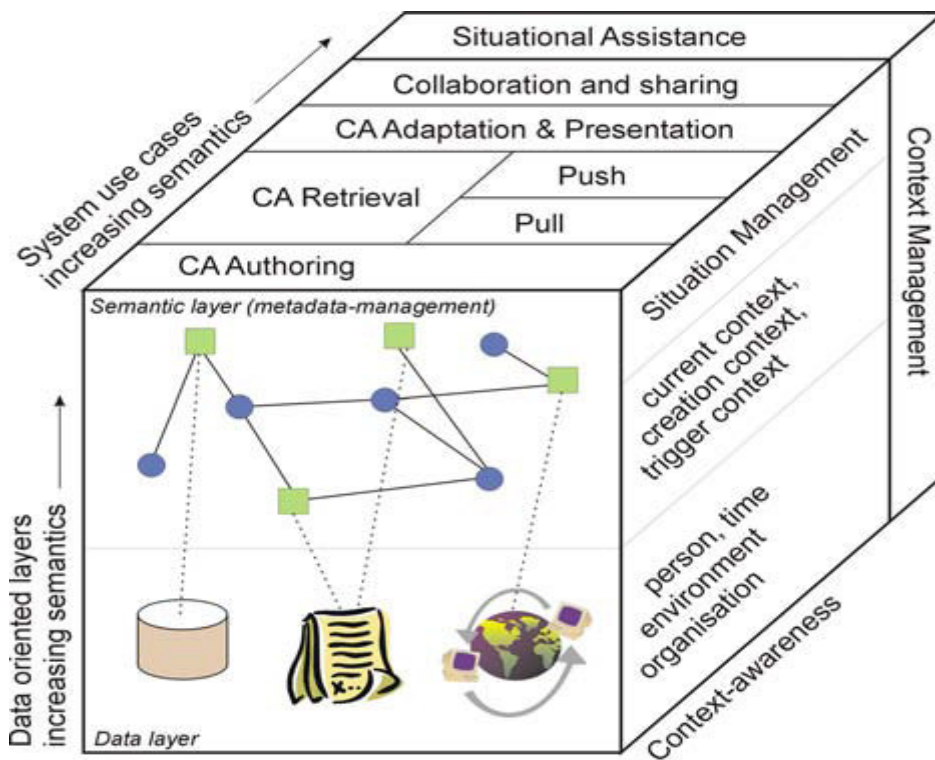 Situational Assistance
Collaboration and sharing
CA Adaptation & Presentation
CA Retrieval
Push
Pull
CA Authoring
System use cases
increasing semantics
Semantic layer (metadata-management)
Data oriented layers
increasing semantics
Data layer
Situation Management
current context,
creation context,
trigger context
person, time
environment
organisation
Context Management
Context-awareness
x..